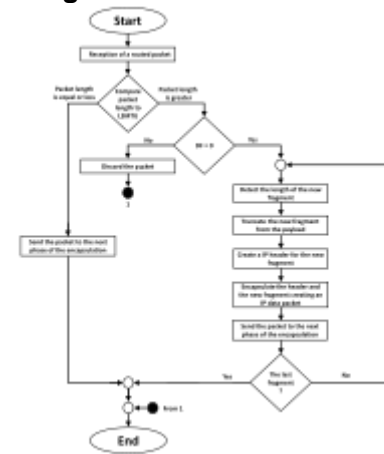 Start
Reception of a routed packet
Packet length
is equal or less
Packet length
is greater
Compare
packet
length to
No
Yes
Discard the packet
1
Select the length of the new
fragment
Truncate the new fragment
from the payload
Create a IP header for the new
fragment
Send the packet to the next
phase of the encapsulation
Encapsulate the header and
the new fragment creating an
IP data packet
Send the packet to the next
phase of the encapsulation
The last
fragment
?
Yes
No
From 1
End